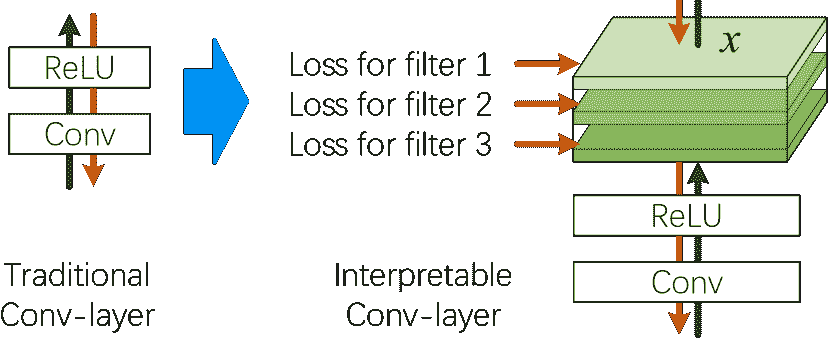 ReLU
Conv
Traditional
Conv-layer
Loss for filter 1
Loss for filter 2
Loss for filter 3
x
ReLU
Conv
Interpretable
Conv-layer